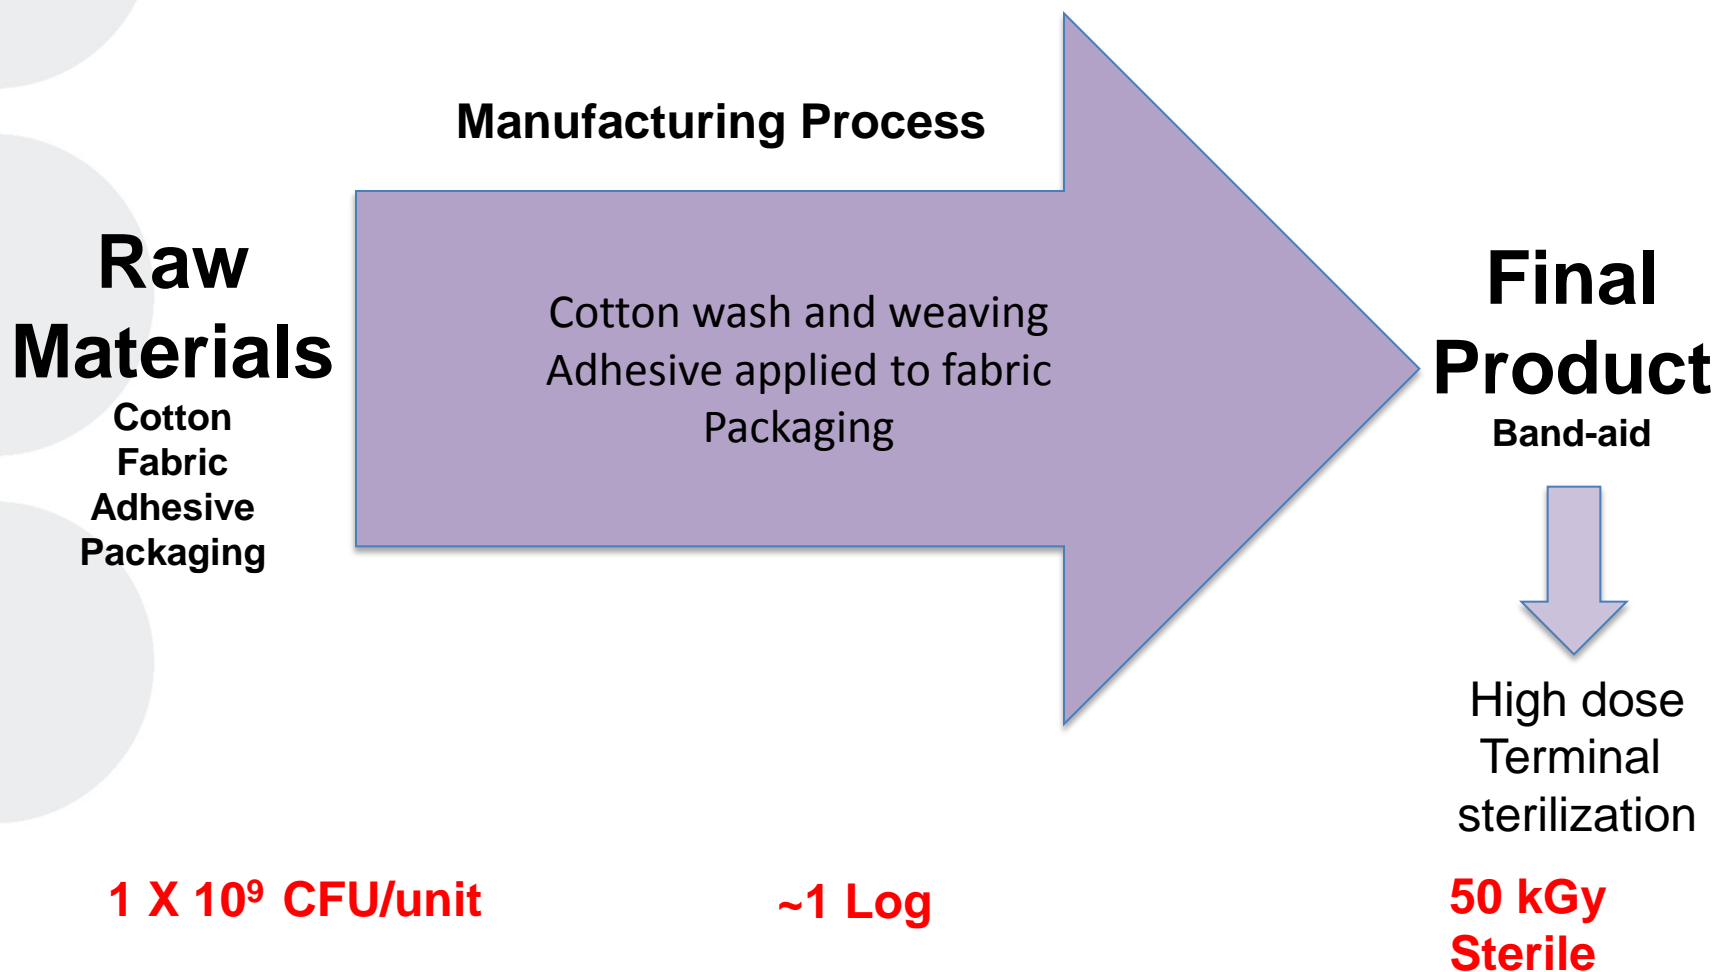 Manufacturing Process
Raw
Materials
Cotton
Fabric
Adhesive
Packaging
Cotton wash and weaving
Adhesive applied to fabric
Packaging
Final
Product
Band-aid
High dose
Terminal
sterilization
1 X 10⁹ CFU/unit
~1 Log
50 kGy
Sterile